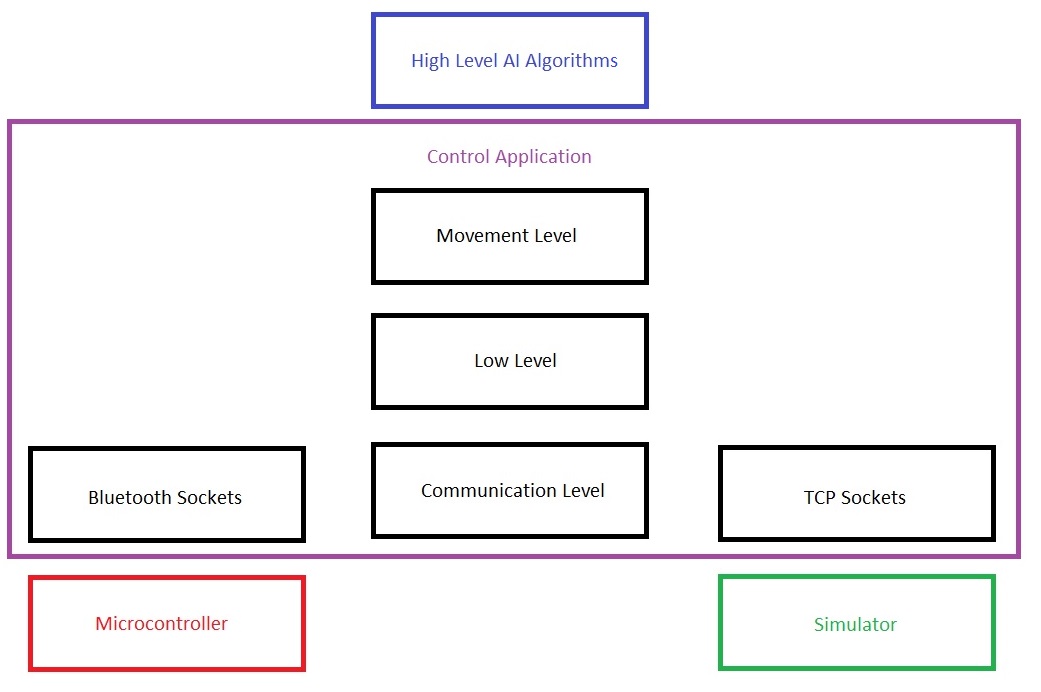 High Level AI Algorithms
Control Application
Movement Level
Low Level
Bluetooth Sockets
Communication Level
TCP Sockets
Microcontroller
Simulator